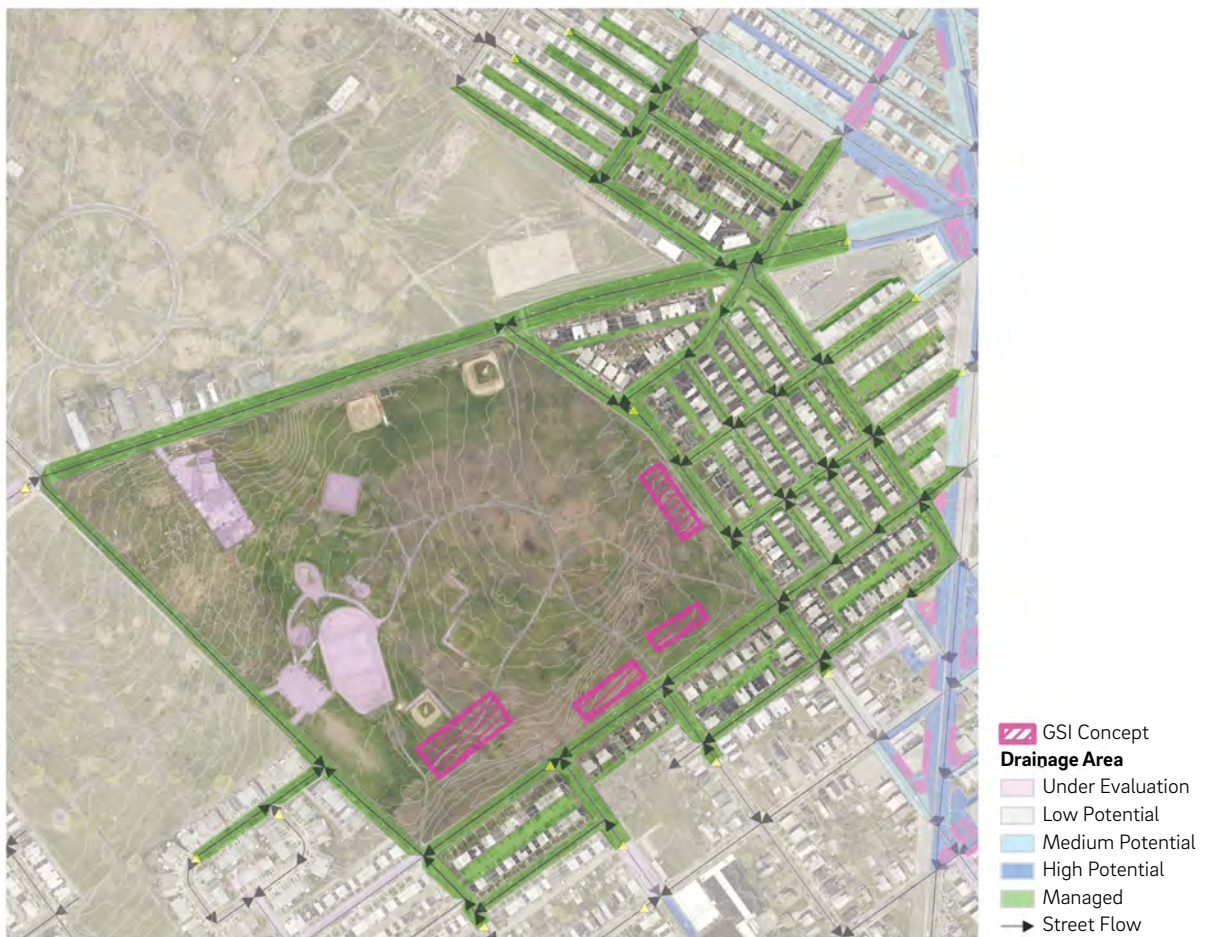 GSI Concept
Drainage Area
Under Evaluation
Low Potential
Medium Potential
High Potential
Managed
Street Flow